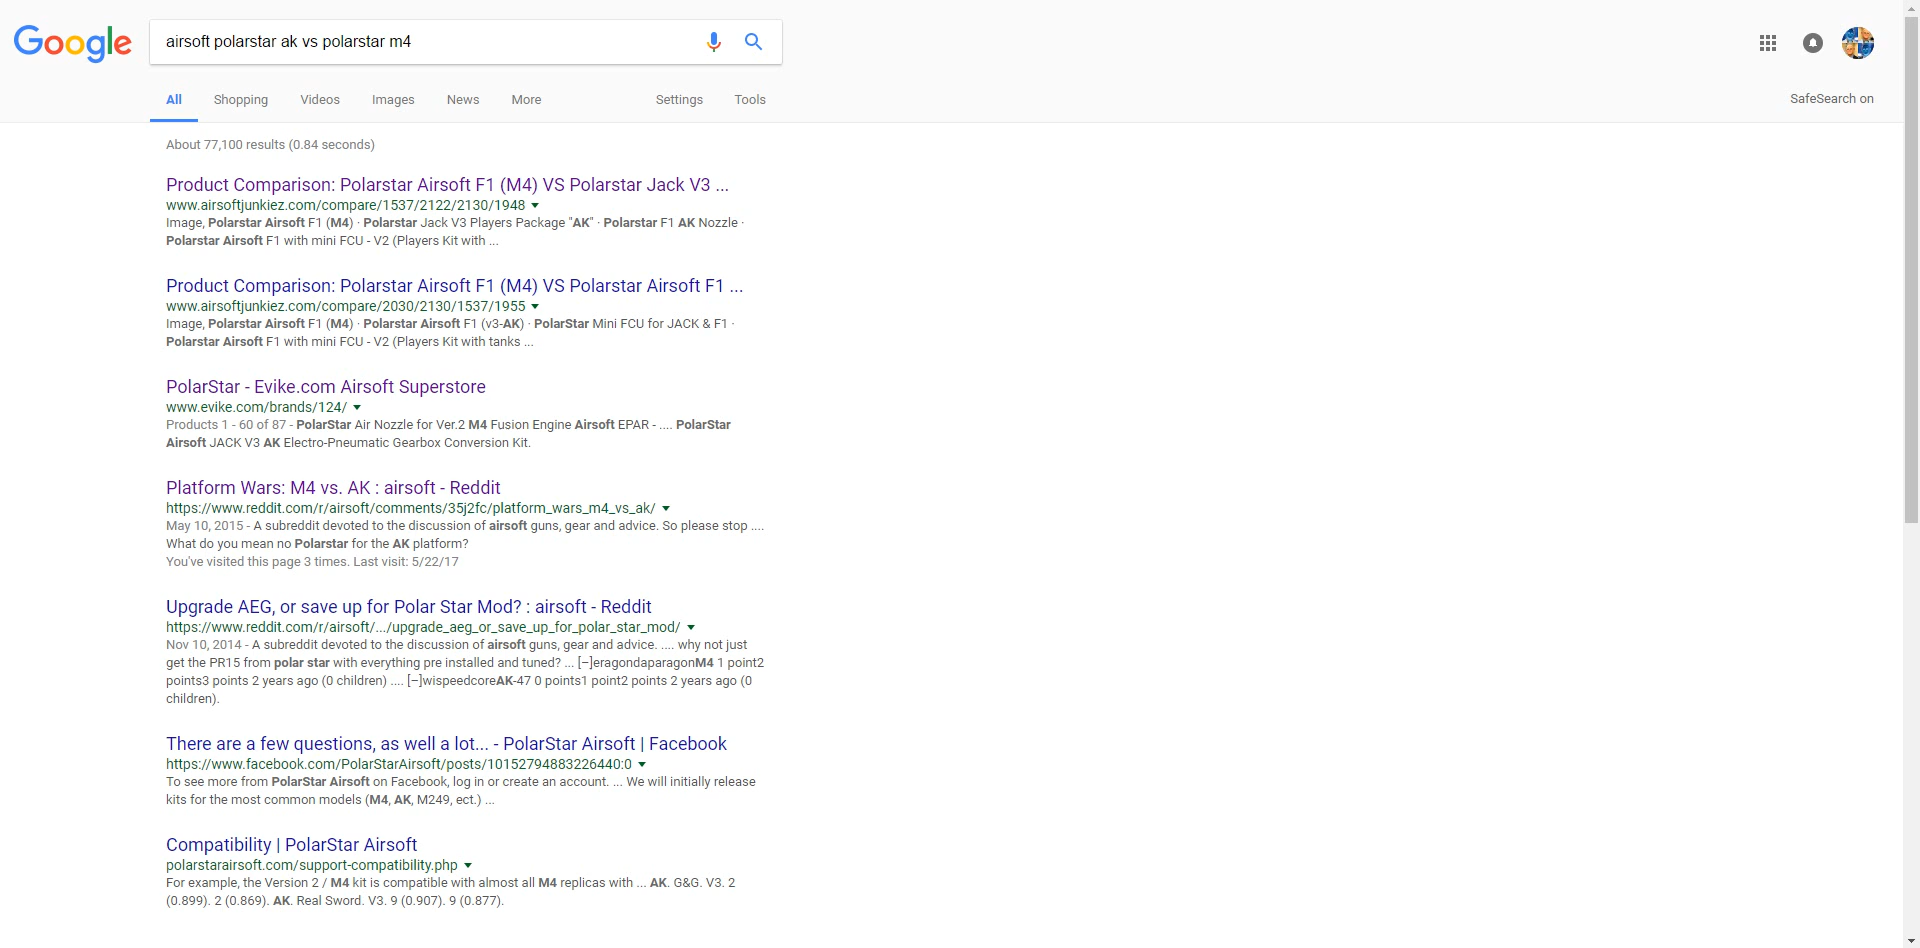 Google
airsoft polarstar ak vs polarstar m4
All Shopping Videos Images News More Settings Tools
SafeSearch on
About 77,100 results (0.84 seconds)
Product Comparison: Polarstar Airsoft F1 (M4) VS Polarstar Jack V3 ...
www.airsoftjunkiez.com/compare/1537/2122/2130/1948
Image, Polarstar Airsoft F1 (M4) · Polarstar Jack V3 Players Package "AK" · Polarstar F1 AK Nozzle ·
Polarstar Airsoft F1 with mini FCU - V2 (Players Kit with ...
Product Comparison: Polarstar Airsoft F1 (M4) VS Polarstar Airsoft F1 ...
www.airsoftjunkiez.com/compare/2030/2130/1537/1955
Image, Polarstar Airsoft F1 (M4) · Polarstar Airsoft F1 (v3-AK) · PolarStar Mini FCU for JACK & F1 ·
Polarstar Airsoft F1 with mini FCU - V2 (Players Kit with tanks ...
PolarStar - Evike.com Airsoft Superstore
www.evike.com/brands/124/
Products 1 - 60 of 87 - PolarStar Air Nozzle for Ver.2 M4 Fusion Engine Airsoft EPAR - .... PolarStar
Airsoft JACK V3 AK Electro-Pneumatic Gearbox Conversion Kit.
Platform Wars: M4 vs. AK : airsoft - Reddit
https://www.reddit.com/r/airsoft/comments/35j2fc/platform_wars_m4_vs_ak/
May 10, 2015 - A subreddit devoted to the discussion of airsoft guns, gear and advice. So please stop ....
What do you mean no Polarstar for the AK platform?
You've visited this page 3 times. Last visit: 5/22/17
Upgrade AEG, or save up for Polar Star Mod? : airsoft - Reddit
https://www.reddit.com/r/airsoft/.../upgrade_aeg_or_save_up_for_polar_star_mod/
Nov 10, 2014 - A subreddit devoted to the discussion of airsoft guns, gear and advice. .... why not just
get the PR15 from polar star with everything pre installed and tuned? ... [–]eragondaparagonM4 1 point2
points3 points 2 years ago (0 children) .... [–]wispeedcoreAK-47 0 points1 point2 points 2 years ago (0
children).
There are a few questions, as well a lot... - PolarStar Airsoft | Facebook
https://www.facebook.com/PolarStarAirsoft/posts/10152794883226440:0
To see more from PolarStar Airsoft on Facebook, log in or create an account. ... We will initially release
kits for the most common models (M4, AK, M249, ect.) ...
Compatibility | PolarStar Airsoft
polarstarairsoft.com/support-compatibility.php
For example, the Version 2 / M4 kit is compatible with almost all M4 replicas with ... AK. G&G. V3. 2
(0.899). 2 (0.869). AK. Real Sword. V3. 9 (0.907). 9 (0.877).